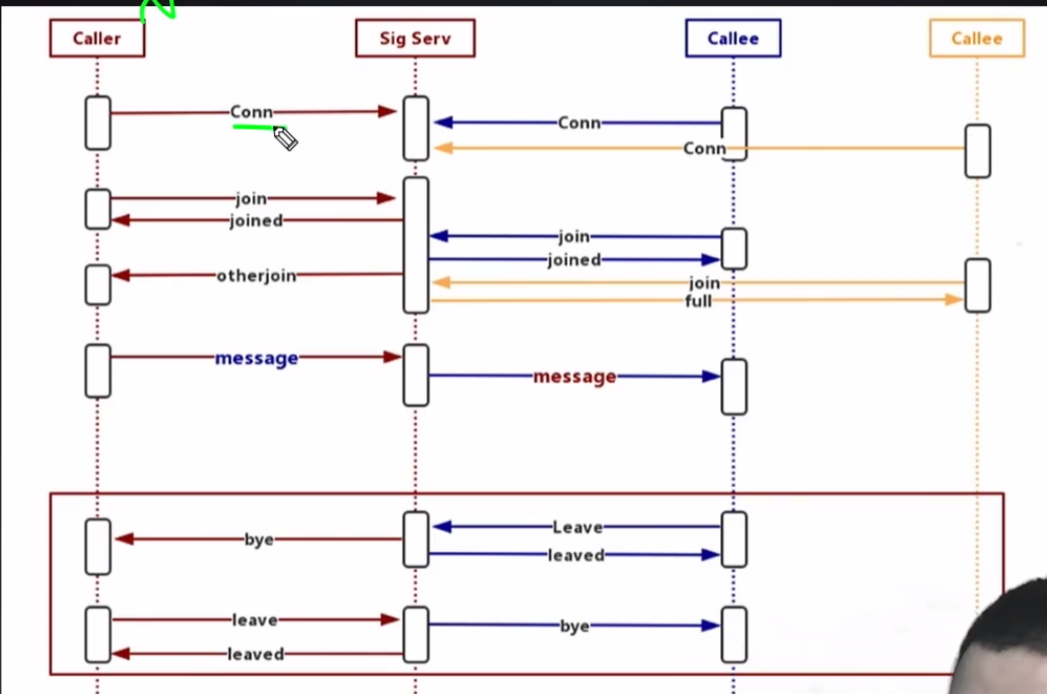 Caller
Sig Serv
Callee
Callee
Conn
Conn
Conn
join
joined
join
joined
otherjoin
join
full
message
message
Leave
bye
leaved
leave
bye
leaved